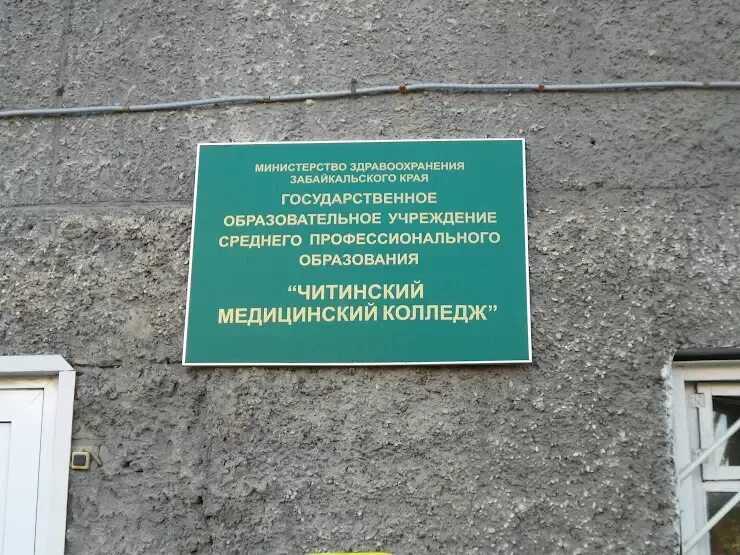 МИНИСТЕРСТВО ЗДРАВООХРАНЕНИЯ
ЗАБАЙКАЛЬСКОГО КРАЯ
ГОСУДАРСТВЕННОЕ
ОБРАЗОВАТЕЛЬНОЕ УЧРЕЖДЕНИЕ
СРЕДНЕГО ПРОФЕССИОНАЛЬНОГО
ОБРАЗОВАНИЯ
“ЧИТИНСКИЙ
МЕДИЦИНСКИЙ КОЛЛЕДЖ”